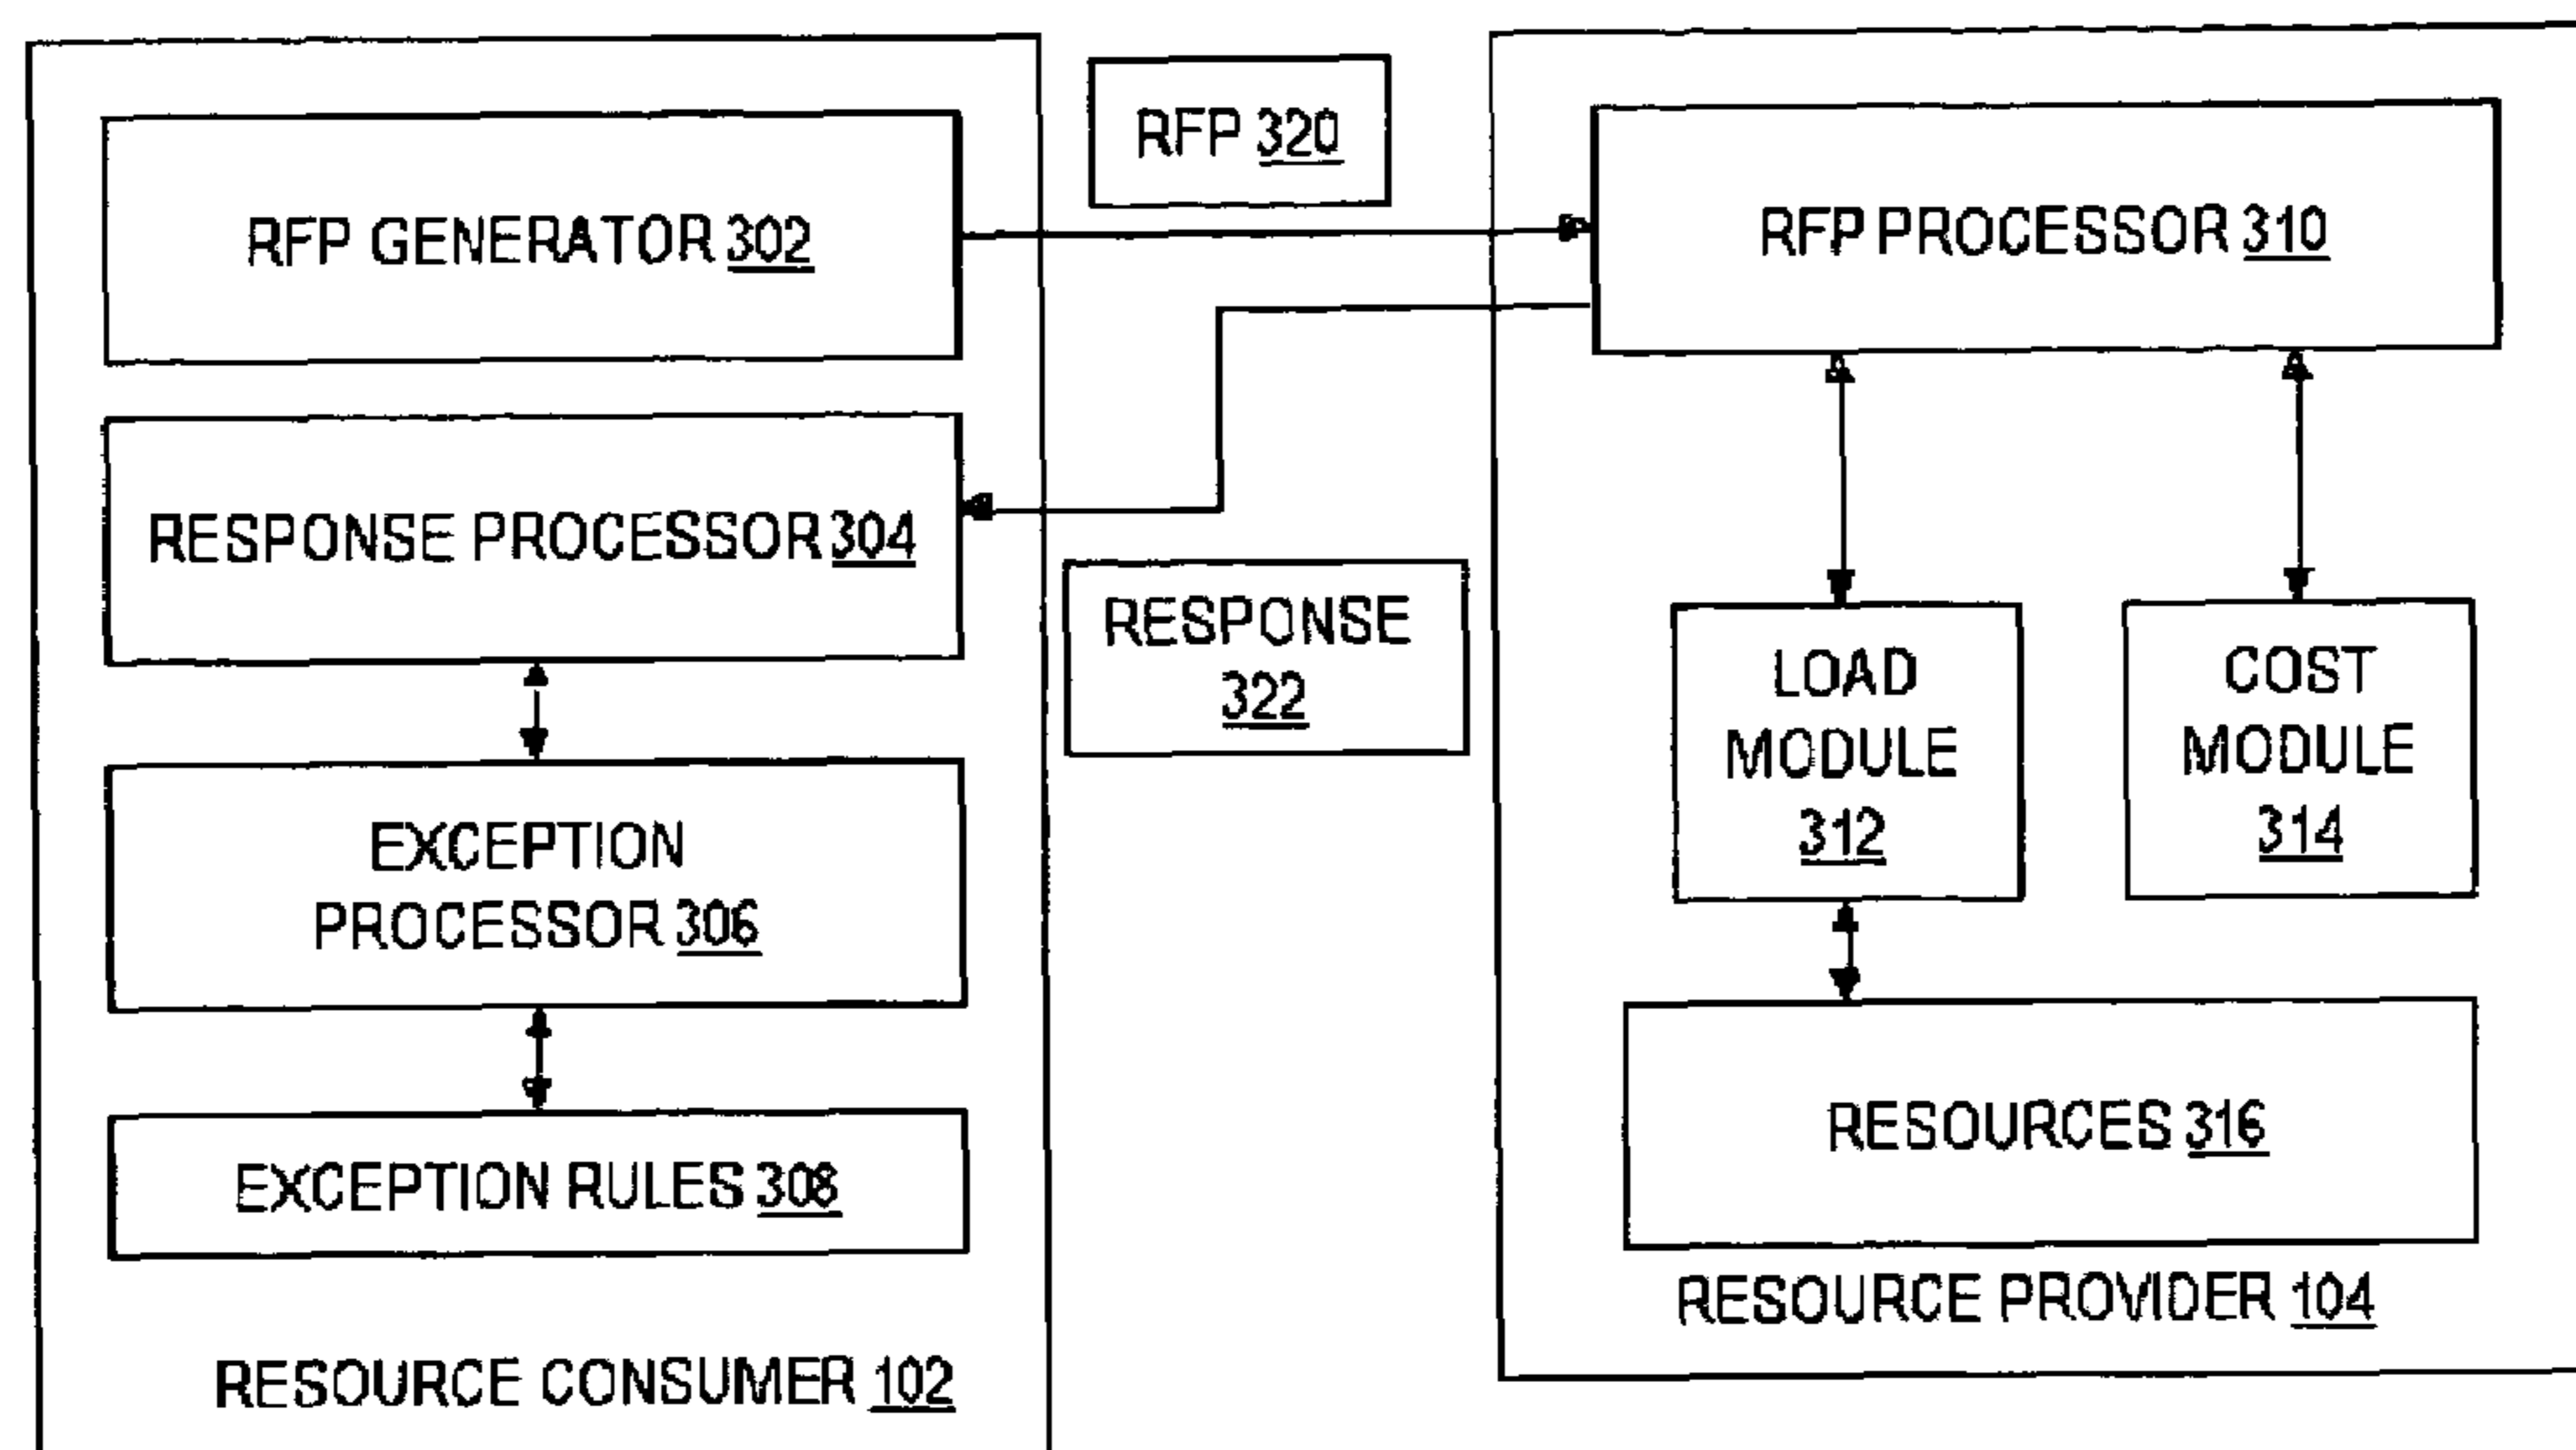 RFP GENERATOR 302
RESPONSE PROCESSOR 304
EXCEPTION
PROCESSOR 306
EXCEPTION RULES 308
RESOURCE CONSUMER 102
RFP 320
RESPONSE
322
RFP PROCESSOR 310
LOAD
MODULE
312
COST
MODULE
314
RESOURCES 316
RESOURCE PROVIDER 104